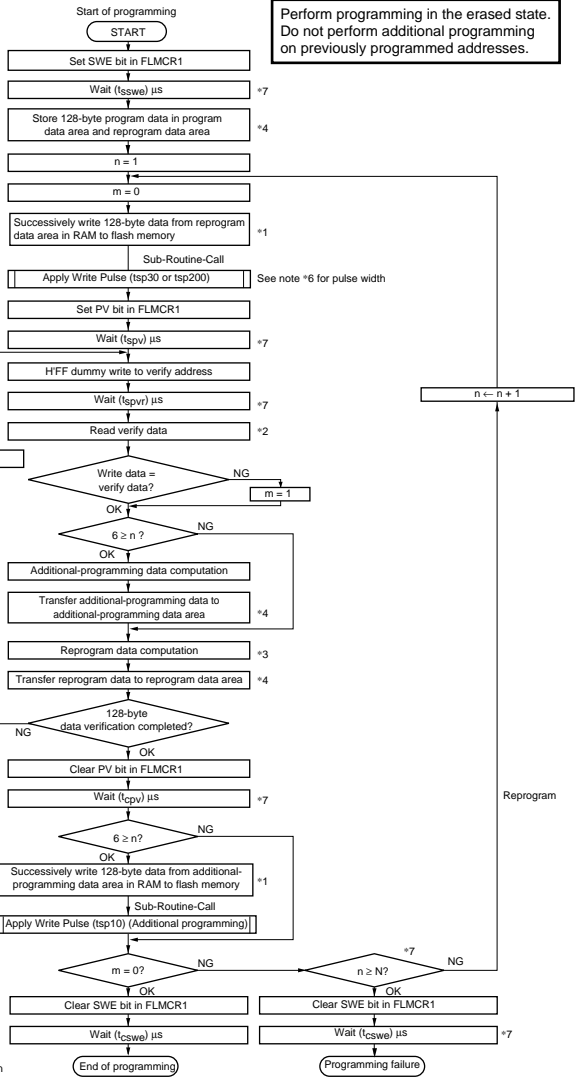 Start of programming
START
Perform programming in the erased state.
Do not perform additional programming
on previously programmed addresses.
Set SWE bit in FLMCR1
Wait (tsswe) μs
*7
Store 128-byte program data in program
data area and reprogram data area
*4
n = 1
m = 0
Successively write 128-byte data from reprogram
data area in RAM to flash memory
*1
Sub-Routine-Call
Apply Write Pulse (tsp30 or tsp200)
See note *6 for pulse width
Set PV bit in FLMCR1
Wait (tspv) μs
*7
H'FF dummy write to verify address
Wait (tspvr) μs
*7
n ← n + 1
Read verify data
*2
Write data =
verify data?
NG
m = 1
OK
6 ≥ n ?
NG
OK
Additional-programming data computation
Transfer additional-programming data to
additional-programming data area
*4
Reprogram data computation
*3
Transfer reprogram data to reprogram data area
*4
128-byte
data verification completed?
NG
OK
Clear PV bit in FLMCR1
Wait (tcpv) μs
*7
Reprogram
6 ≥ n?
NG
OK
Successively write 128-byte data from additional-
programming data area in RAM to flash memory
*1
Sub-Routine-Call
Apply Write Pulse (tsp10) (Additional programming)
m = 0?
NG
*7
n ≥ N?
NG
OK
OK
Clear SWE bit in FLMCR1
Clear SWE bit in FLMCR1
Wait (tcswe) μs
Wait (tcswe) μs
*7
End of programming
Programming failure